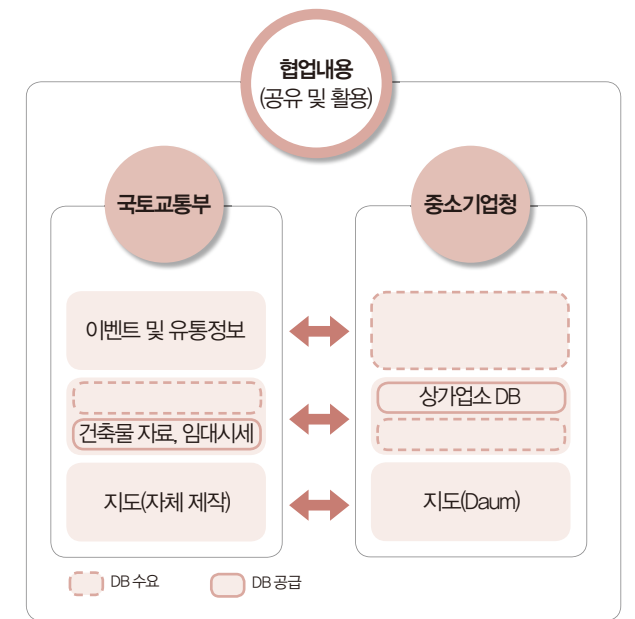 협업내용
(공유 및 활용)
국토교통부
중소기업청
이벤트 및 유통정보
상가업소 DB
건축물 자료, 임대시세
지도(자체 제작)
지도(Daum)
DB 수요
DB 공급